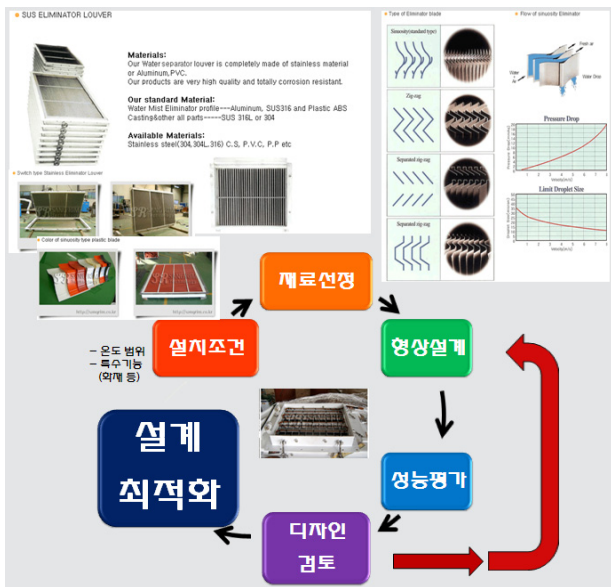 SUS ELIMINATOR LOUVER
Materials:
Our Water separator louver is completely made of stainless material
or Aluminum,PVC.
Our products are very high quality and totally corrosion resistant.
Our standard Material:
Water Mist Eliminator profile---Aluminum, SUS316 and Plastic ABS
Casting&other all parts-----SUS 316L or 304
Available Materials:
Stainless steel(304,304L.316) C.S, P.V.C, P.P etc
Switch type Stainless Eliminator Louver
Color of sinuosity type plastic blade
Type of Eliminator blade
Sinuosity(standard type)
Zig-zag
Separated zig-zag
Separated zig-zag
Flow of sinuosity Eliminator
Fresh air
Water
Air
Water Drop
Pressure Drop
Limit Droplet Size
재료선정
설치조건
형상설계
– 온도 범위
– 특수기능
(화재 등)
설계
최적화
성능평가
디자인
검토